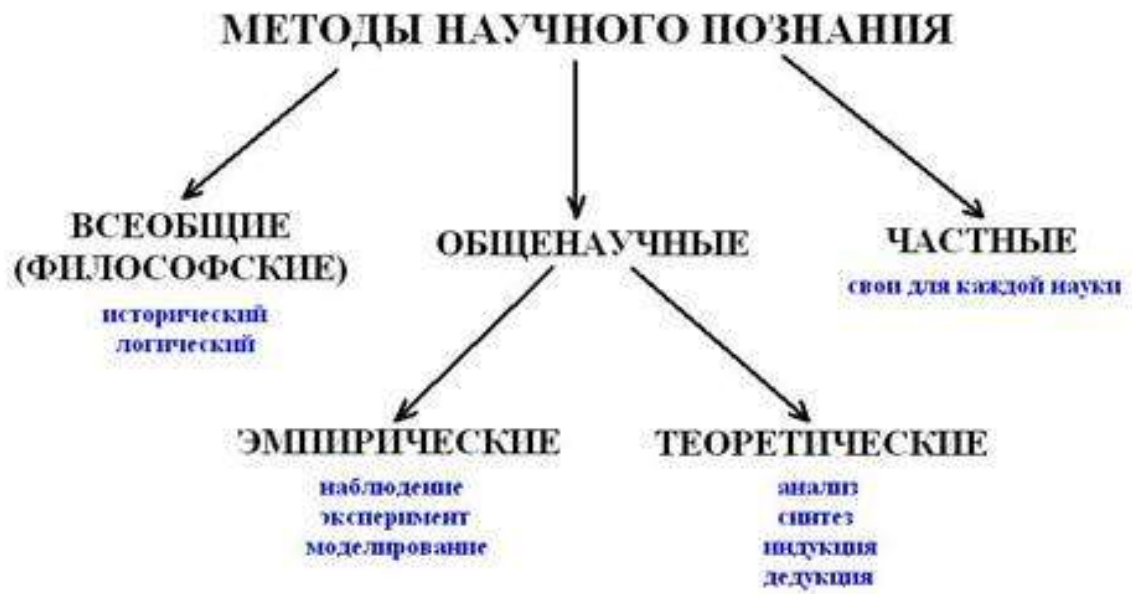 МЕТОДЫ НАУЧНОГО ПОЗНАНИЯ
ВСЕОБЩИЕ
(ФИЛОСОФСКИЕ)
исторический
логический
ОБЩЕНАУЧНЫЕ
ЧАСТНЫЕ
свои для каждой науки
ЭМПИРИЧЕСКИЕ
наблюдение
эксперимент
моделирование
ТЕОРЕТИЧЕСКИЕ
анализ
синтез
индукция
дедукция